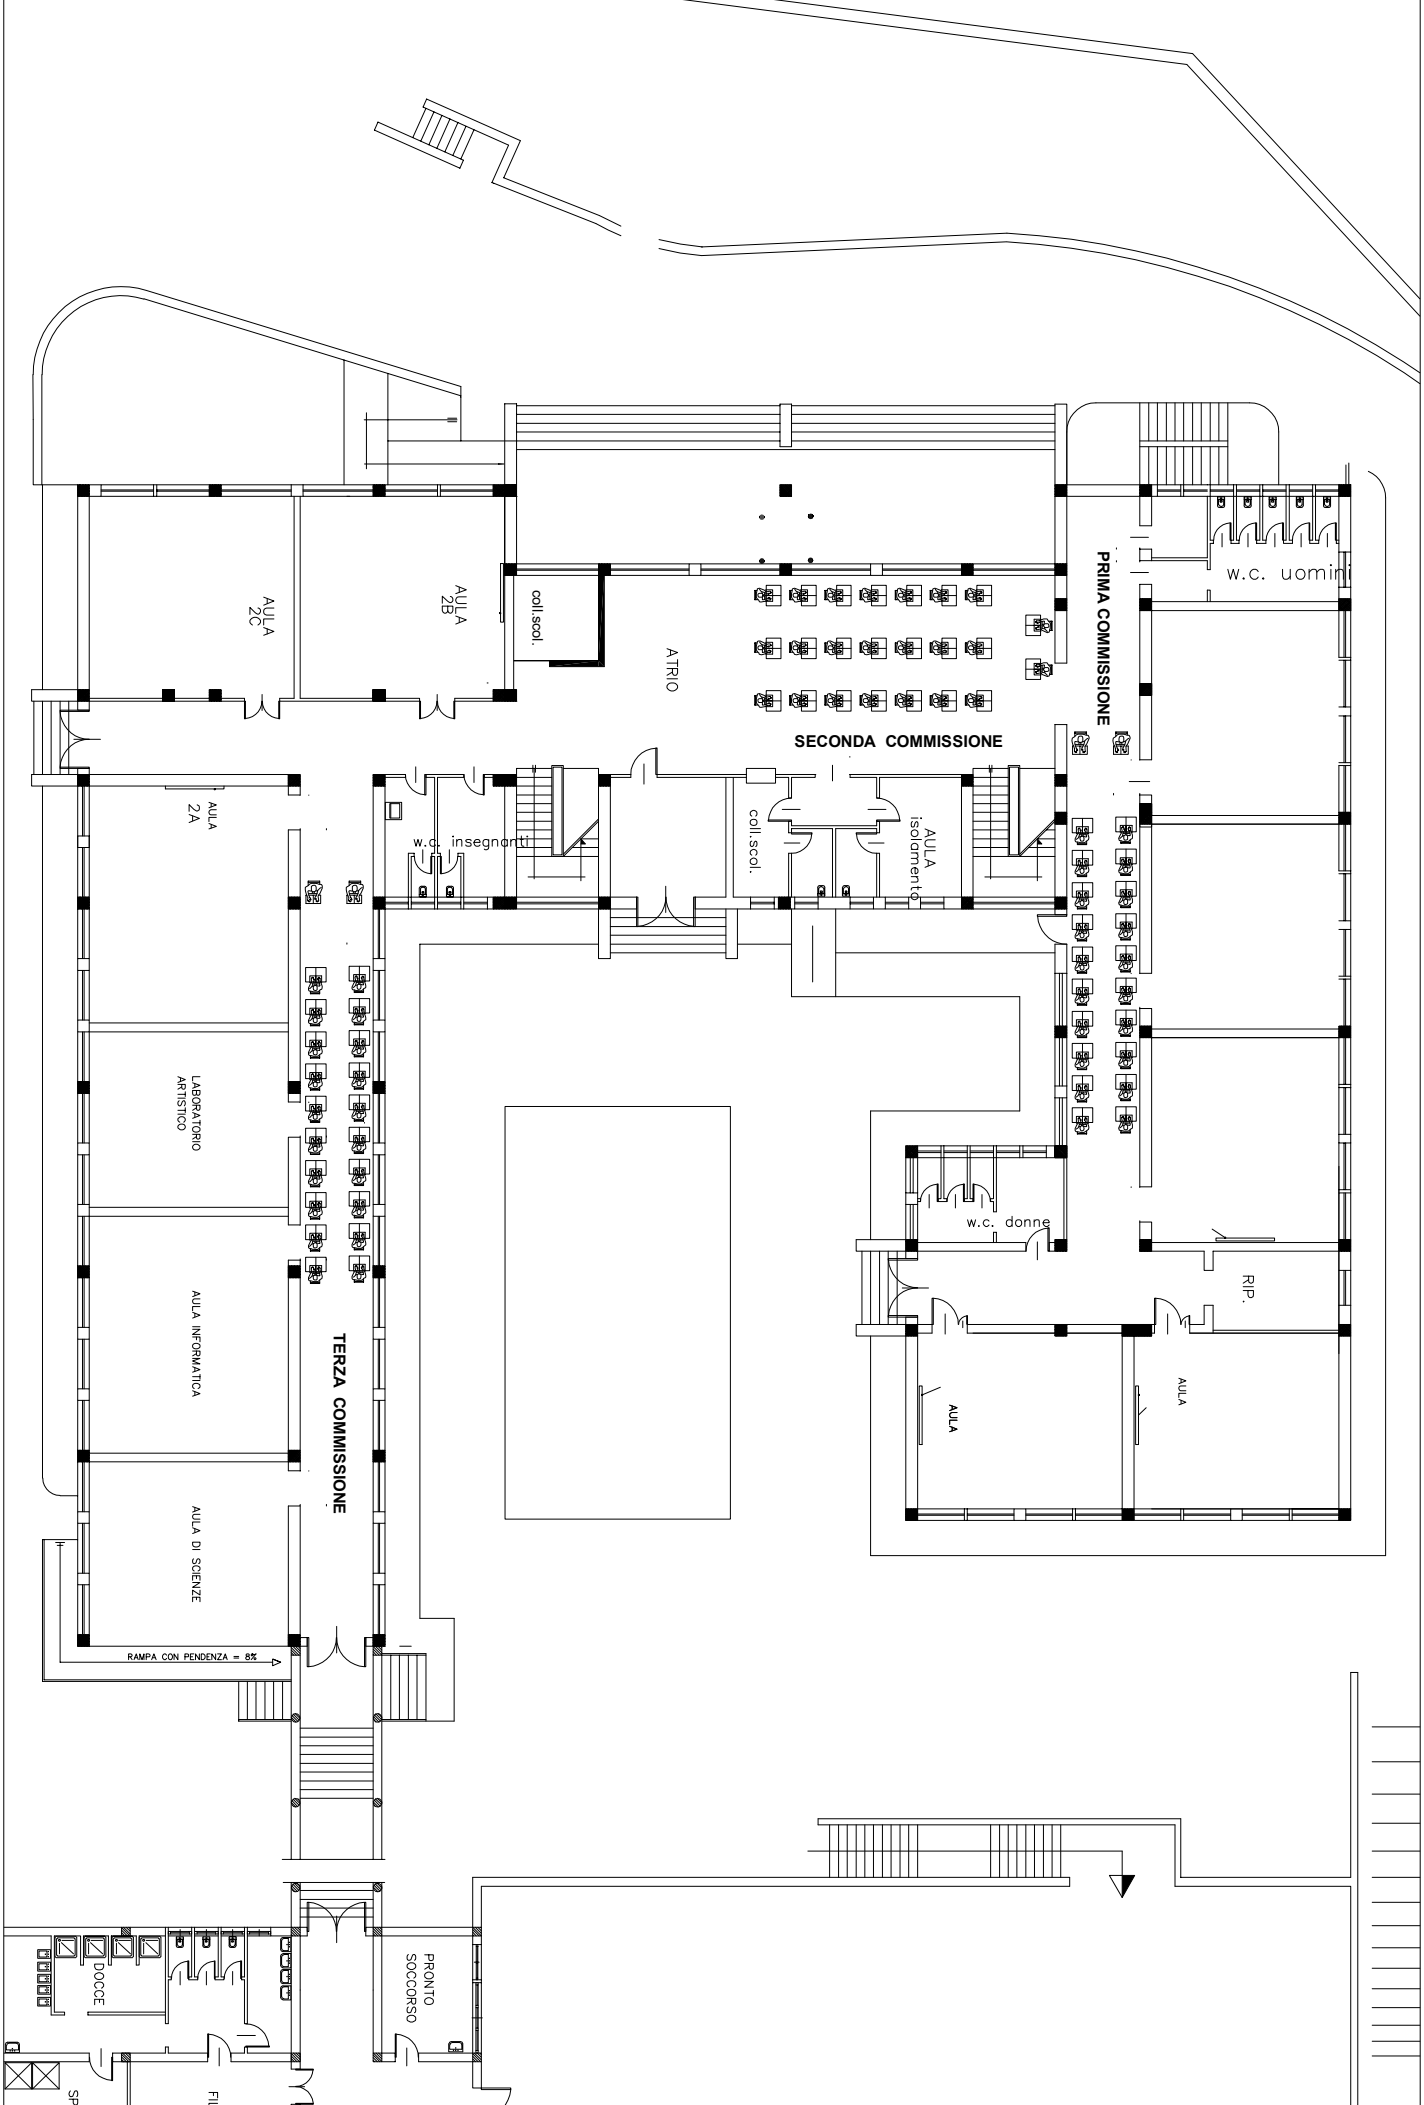 w.c. uomini
PRIMA COMMISSIONE
coll.scol.
AULA
2B
AULA
2C
ATRIO
SECONDA COMMISSIONE
AULA
2A
w.c. insegnanti
coll.scol.
AULA
isolamento
LABORATORIO
ARTISTICO
w.c. donne
RIP.
AULA INFORMATICA
TERZA COMMISSIONE
AULA
AULA
AULA DI SCIENZE
RAMPA CON PENDENZA = 8%
PRONTO
SOCCORSO
DOCCE
SP